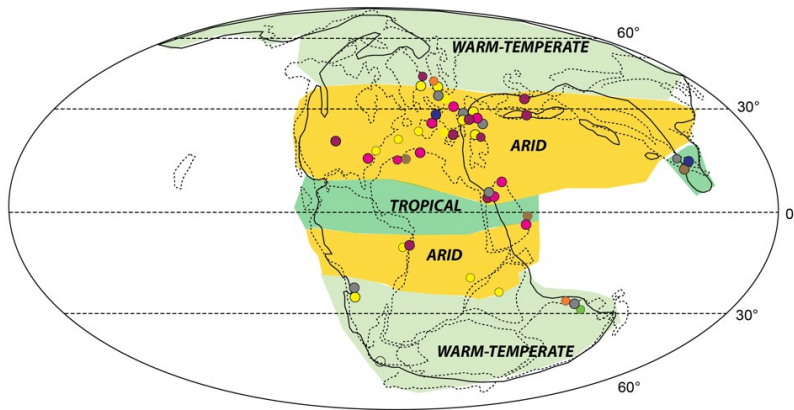 60°
WARM-TEMPERATE
30°
ARID
TROPICAL
0
ARID
30°
WARM-TEMPERATE
60°